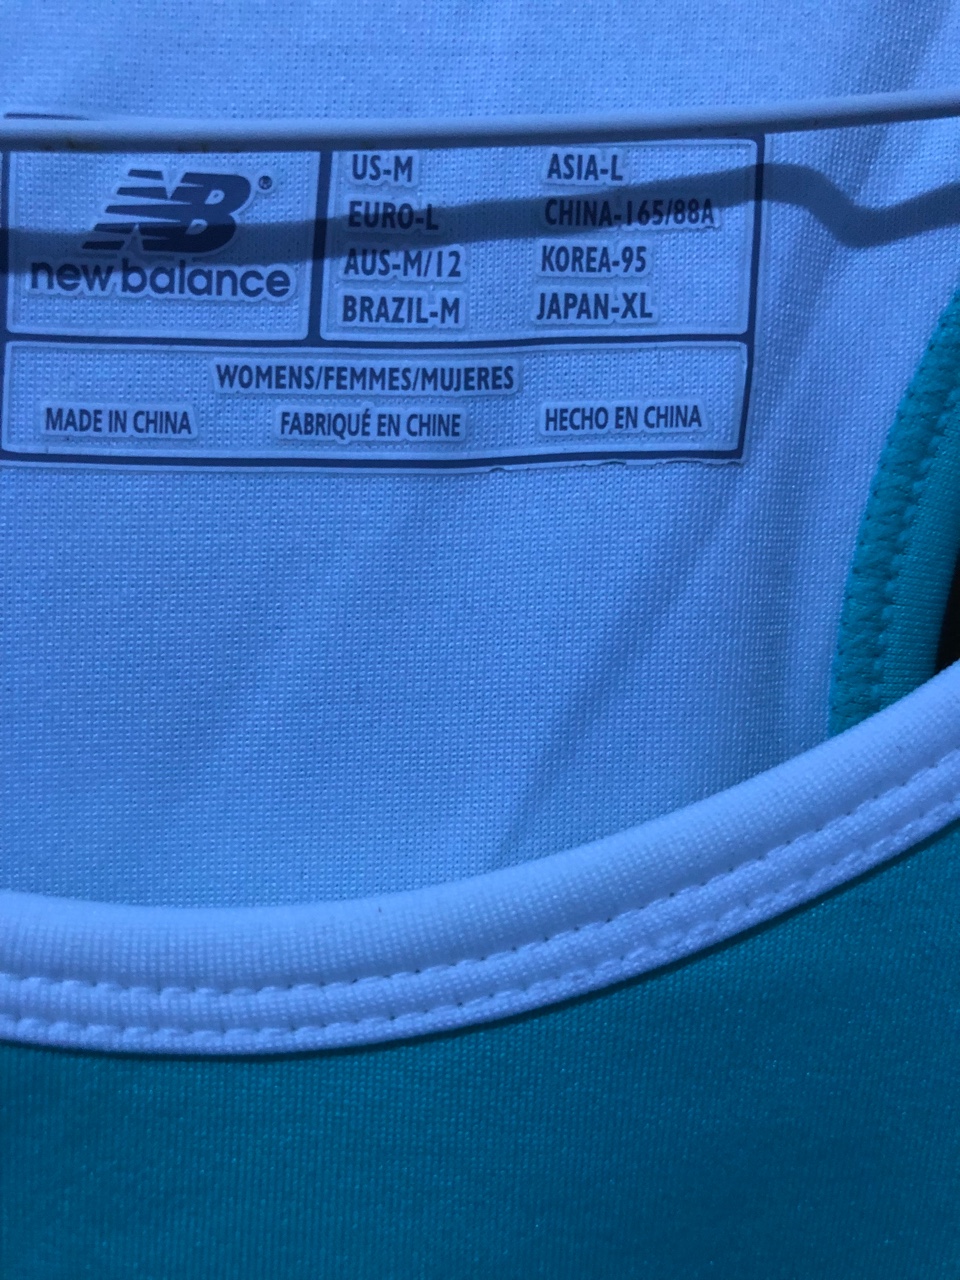 NB®
new balance
US-M ASIA-L
EURO-L CHINA-165/88A
AUS-M/12 KOREA-95
BRAZIL-M JAPAN-XL
WOMENS/FEMMES/MUJERES
MADE IN CHINA FABRIQUÉ EN CHINE HECHO EN CHINA